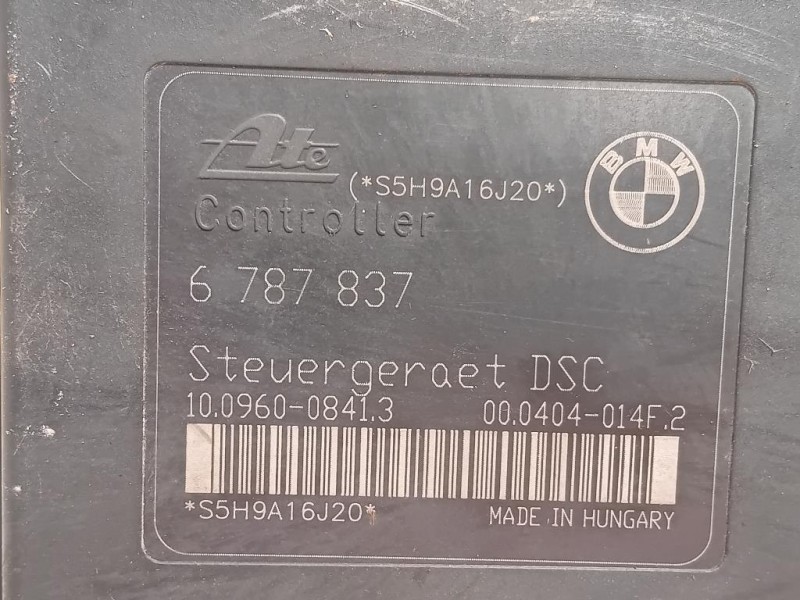 Ate
(*S5H9A16J20*)
BMW
Controller
6 787 837
Steuergeraet DSC
10.0960-0841.3 00.0404-014F.2
*S5H9A16J20* MADE IN HUNGARY